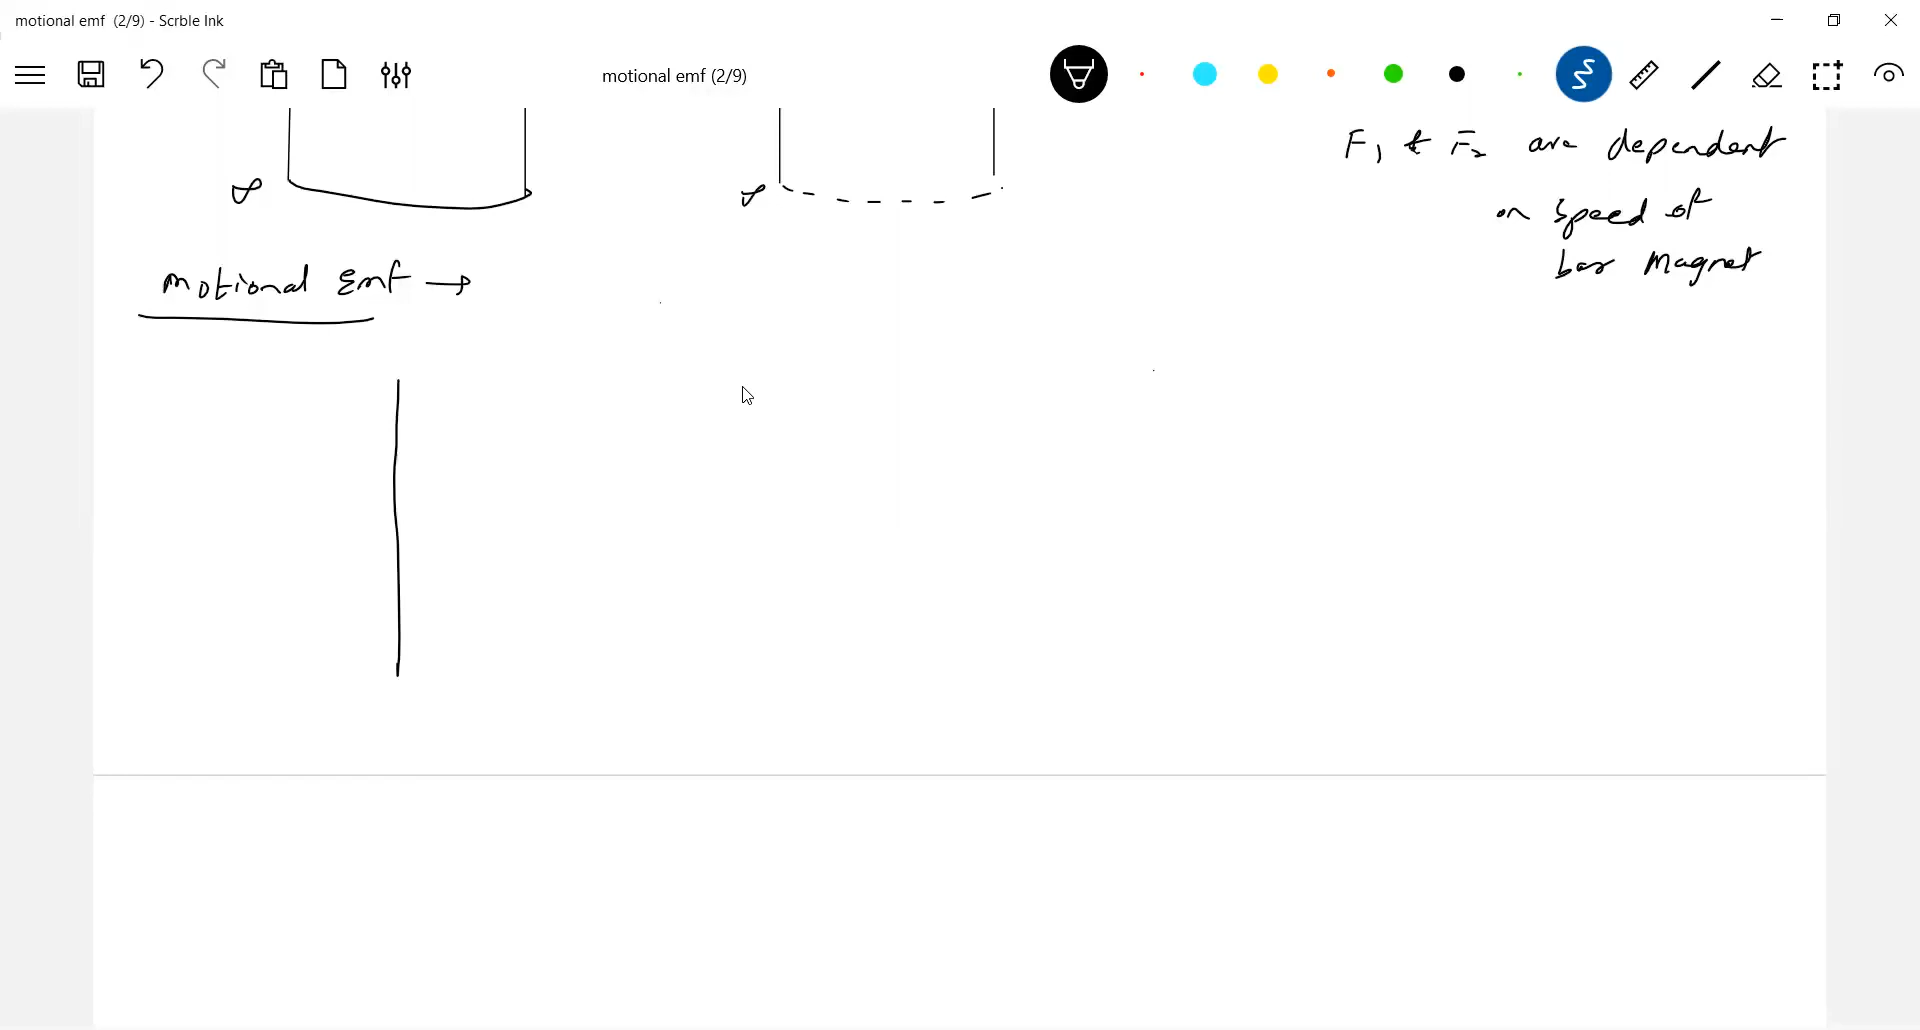 motional emf (2/9) - Scrble Ink
motional emf (2/9)
F1 & F2 are dependent
on speed of
bar magnet
∞
∞
motional Emf →